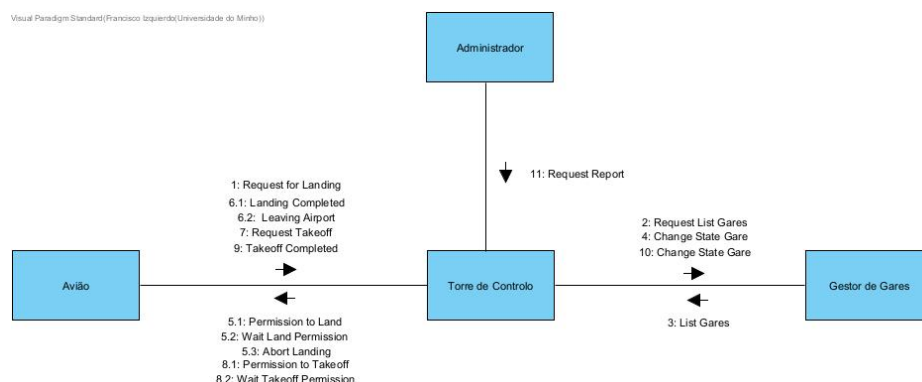 Visual Paradigm Standard(Francisco Izquierdo(Universidade do Minho))
Administrador
11: Request Report
1: Request for Landing
6.1: Landing Completed
6.2: Leaving Airport
7: Request Takeoff
9: Takeoff Completed
2: Request List Gares
4: Change State Gare
10: Change State Gare
Avião
Torre de Controlo
Gestor de Gares
5.1: Permission to Land
5.2: Wait Land Permission
5.3: Abort Landing
8.1: Permission to Takeoff
8.2: Wait Takeoff Permission
3: List Gares